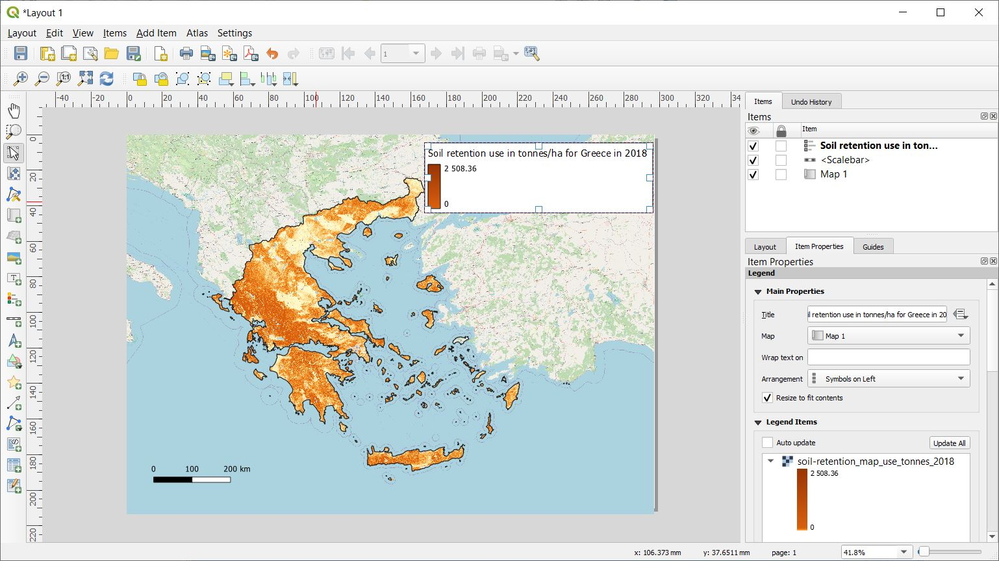 *Layout 1
Layout Edit View Items Add Item Atlas Settings
1
1:1
-40 -20 0 20 40 60 80 100 120 140 160 180 200 220 240 260 280 300 320 34
0
20
40
60
80
100
120
140
160
180
200
220
Soil retention use in tonnes/ha for Greece in 2018
2 508.36
0
0 100 200 km
Items Undo History
Items
Item
Soil retention use in ton...
<Scalebar>
Map 1
Layout Item Properties Guides
Item Properties
Legend
Main Properties
Title il retention use in tonnes/ha for Greece in 20
Map Map 1
Wrap text on
Arrangement Symbols on Left
Resize to fit contents
Legend Items
Auto update Update All
soil-retention_map_use_tonnes_2018
2 508.36
0
x: 106.373 mm y: 37.6511 mm page: 1 41.8%